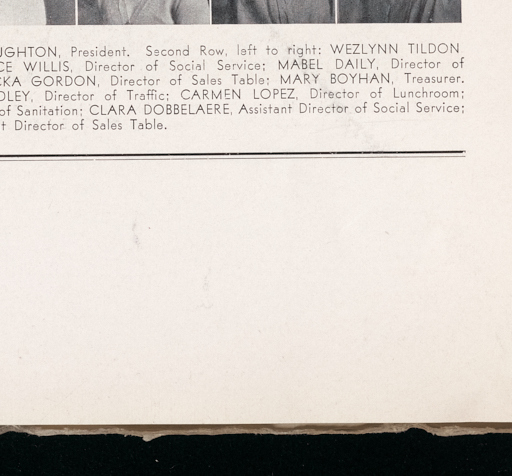 UGHTON, President. Second Row, left to right: WEZLYNN TILDON
CE WILLIS, Director of Social Service; MABEL DAILY, Director of
KA GORDON, Director of Sales Table; MARY BOYHAN, Treasurer.
DLEY, Director of Traffic; CARMEN LOPEZ, Director of Lunchroom;
of Sanitation; CLARA DOBBELAERE, Assistant Director of Social Service;
t Director of Sales Table.